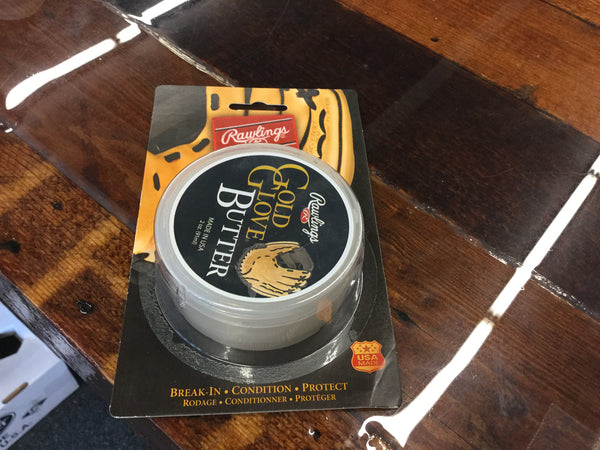 Rawlings
Rawlings
GOLD
GLOVE
BUTTER
MADE IN USA
USA
MADE
BREAK-IN • CONDITION • PROTECT
RODAGE • CONDITIONNER • PROTÉGER